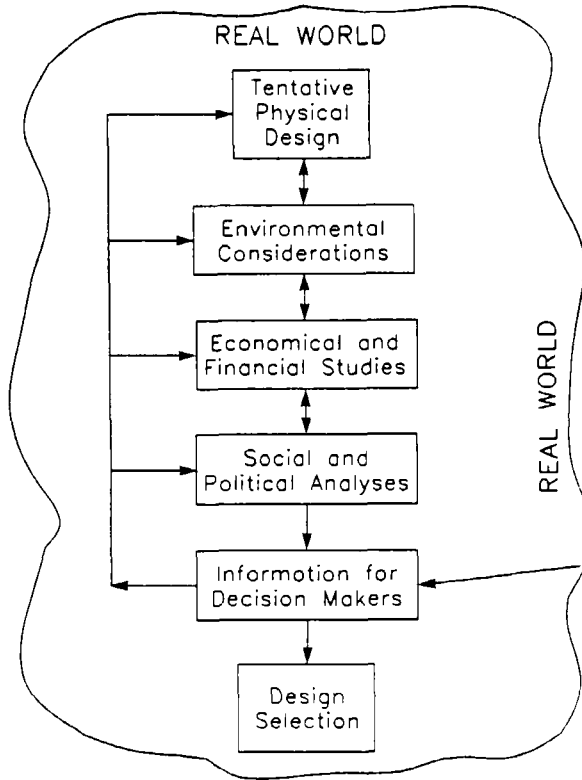 REAL WORLD
Tentative
Physical
Design
Environmental
Considerations
Economical and
Financial Studies
REAL WORLD
Social and
Political Analyses
Information for
Decision Makers
Design
Selection